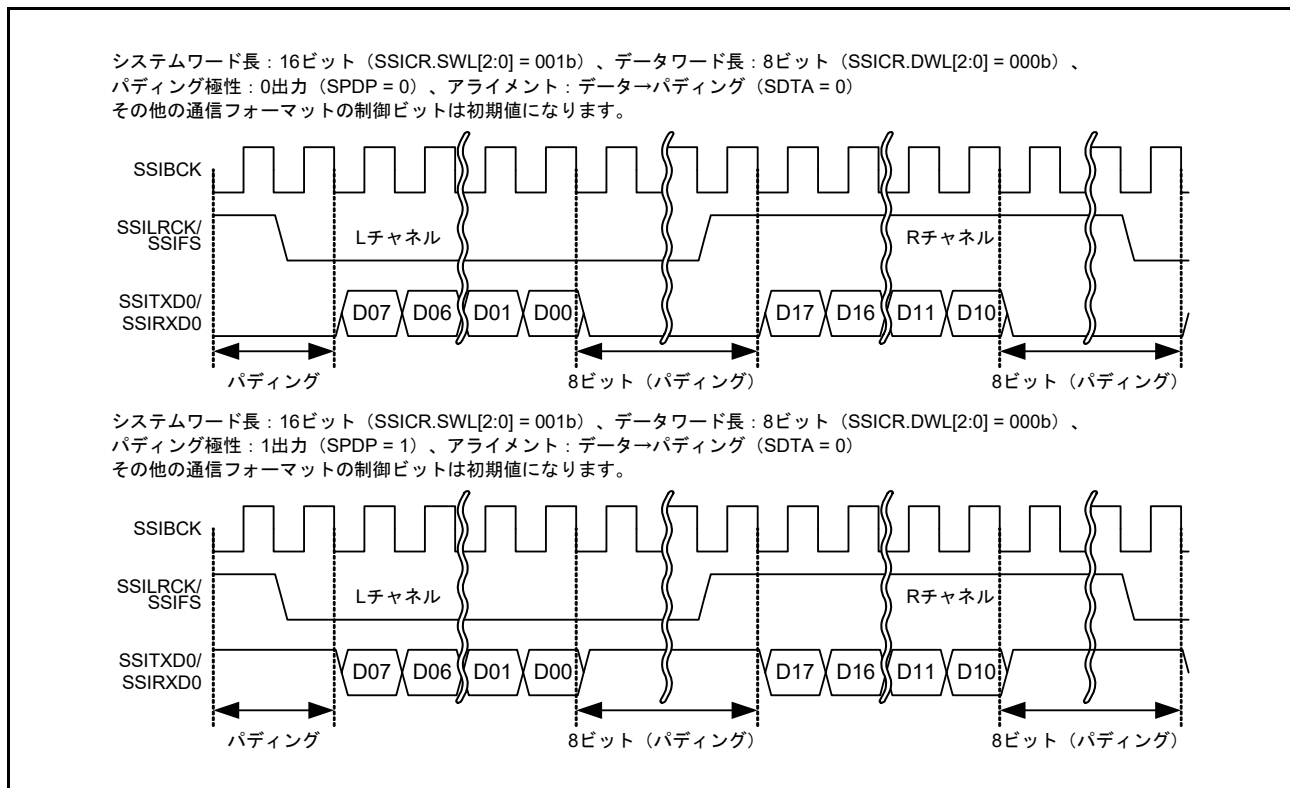 システムワード長：16ビット（SSICR.SWL[2:0] = 001b）、データワード長：8ビット（SSICR.DWL[2:0] = 000b）、
パディング極性：0出力（SPDP = 0）、アライメント：データ→パディング（SDTA = 0）
その他の通信フォーマットの制御ビットは初期値になります。
SSIBCK
SSILRCK/
SSIFS
Lチャネル
Rチャネル
SSITXD0/
SSIRXD0
D07 D06 D01 D00 D17 D16 D11 D10
パディング
8ビット（パディング）
8ビット（パディング）
システムワード長：16ビット（SSICR.SWL[2:0] = 001b）、データワード長：8ビット（SSICR.DWL[2:0] = 000b）、
パディング極性：1出力（SPDP = 1）、アライメント：データ→パディング（SDTA = 0）
その他の通信フォーマットの制御ビットは初期値になります。
SSIBCK
SSILRCK/
SSIFS
Lチャネル
Rチャネル
SSITXD0/
SSIRXD0
D07 D06 D01 D00 D17 D16 D11 D10
パディング
8ビット（パディング）
8ビット（パディング）